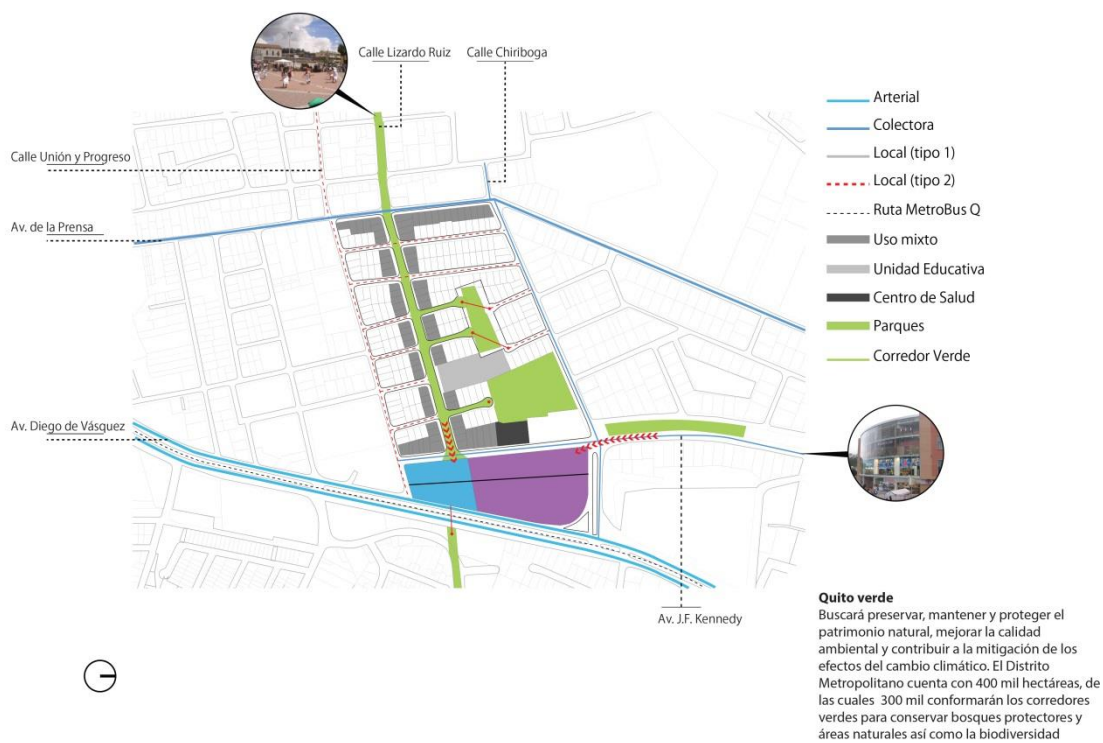 Calle Lizardo Ruiz
Calle Chiriboga
Calle Unión y Progreso
Av. de la Prensa
Av. Diego de Vásquez
Av. J.F. Kennedy
Arterial
Colectora
Local (tipo 1)
Local (tipo 2)
Ruta MetroBus Q
Uso mixto
Unidad Educativa
Centro de Salud
Parques
Corredor Verde
Quito verde
Buscará preservar, mantener y proteger el
patrimonio natural, mejorar la calidad
ambiental y contribuir a la mitigación de los
efectos del cambio climático. El Distrito
Metropolitano cuenta con 400 mil hectáreas, de
las cuales 300 mil conformarán los corredores
verdes para conservar bosques protectores y
áreas naturales así como la biodiversidad